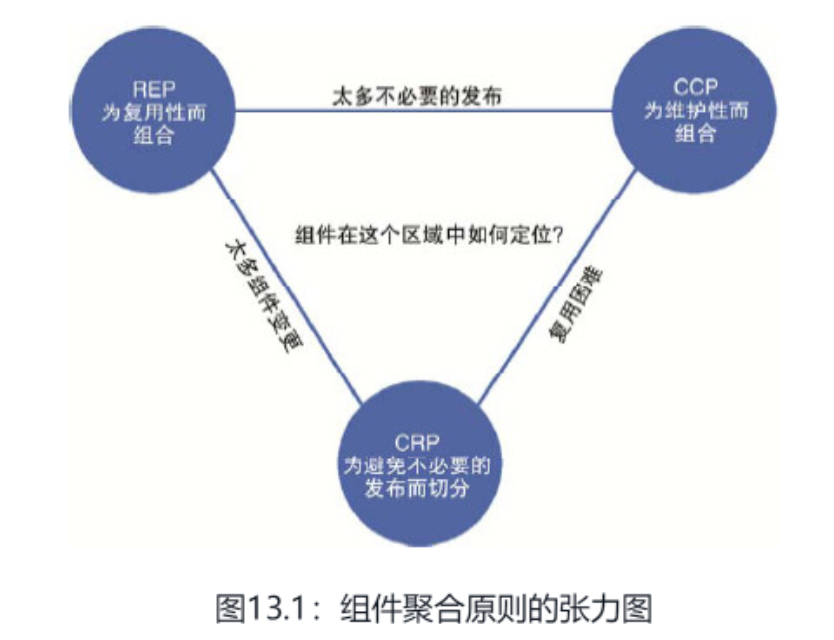 REP
为复用性而
组合
太多不必要的发布
CCP
为维护性而
组合
组件在这个区域中如何定位?
太多组件变更
复用困难
CRP
为避免不必要的
发布而切分
图13.1：组件聚合原则的张力图